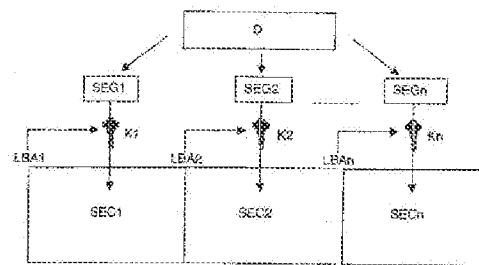 D
SEG1 SEG2 SEGn
K1 K2 Kn
LBA1 LBA2 LBAn
SEC1 SEC2 SECn